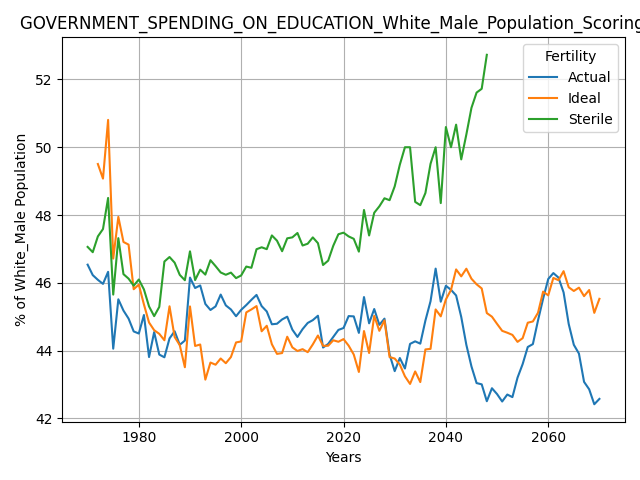 GOVERNMENT_SPENDING_ON_EDUCATION_White_Male_Population_Scoring
% of White_Male Population
52
50
48
46
44
42
Fertility
Actual
Ideal
Sterile
1980
2000
2020
2040
2060
Years